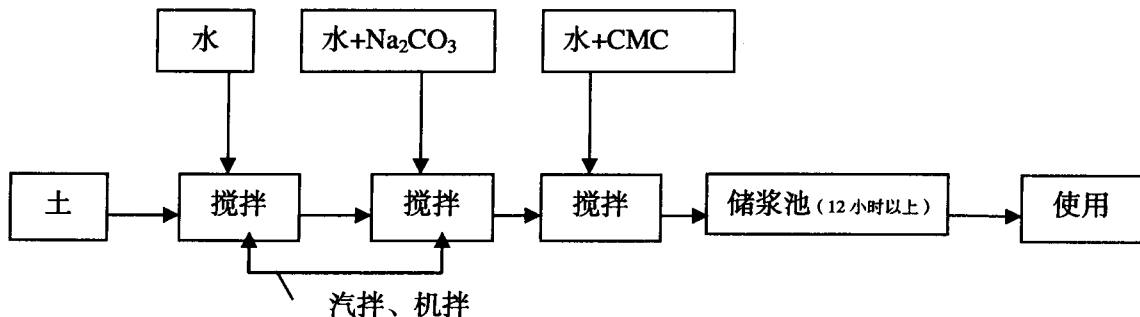 水
水+Na₂CO₃
水+CMC
土
搅拌
搅拌
搅拌
储浆池（12小时以上）
使用
汽拌、机拌